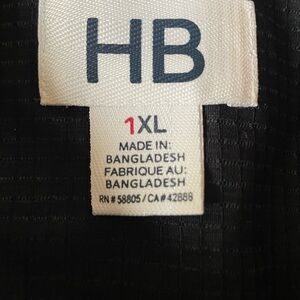 HB
1XL
MADE IN:
BANGLADESH
FABRIQUE AU:
BANGLADESH
RN # 58805 / CA # 42888